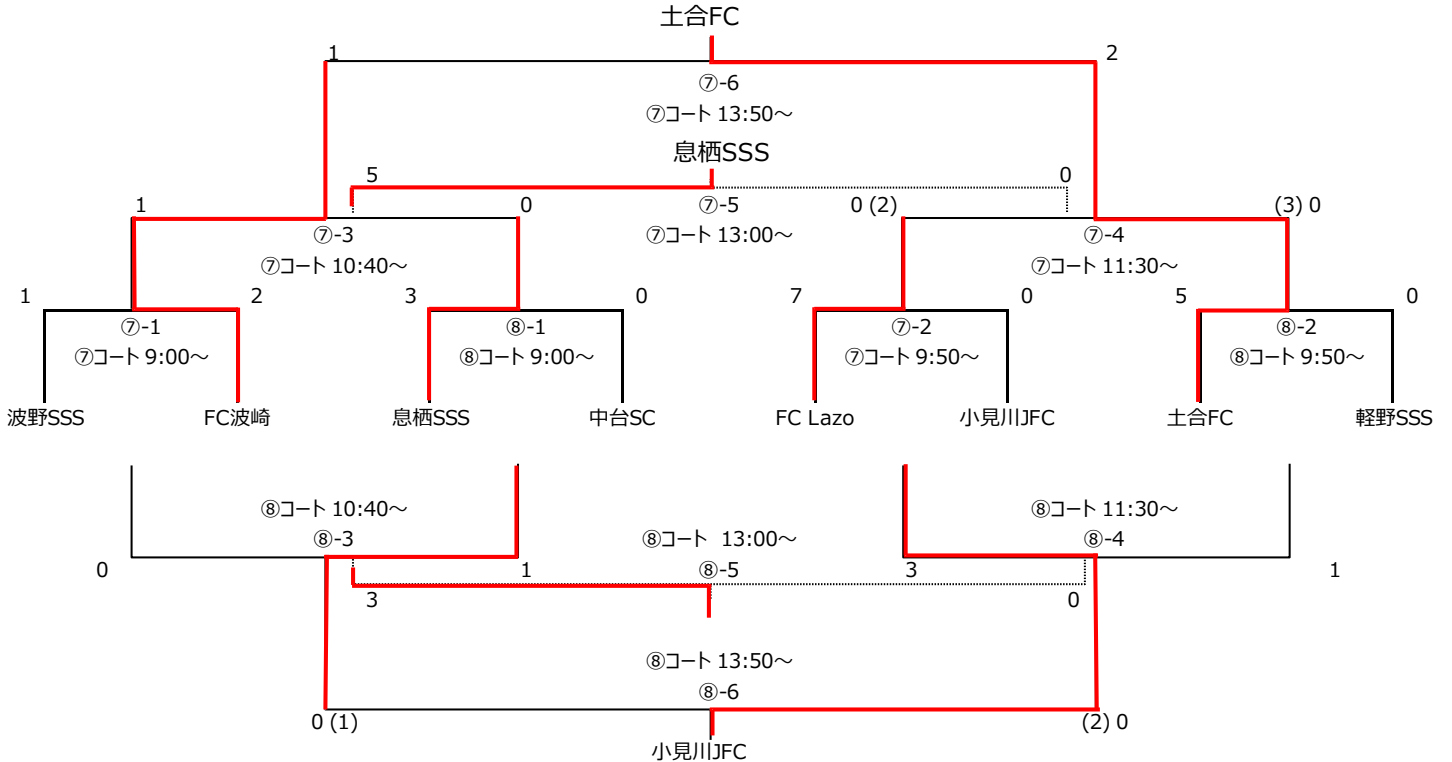 土合FC
1
2
⑦-6
⑦コート 13:50～
息栖SSS
5
0
1
0
⑦-5
0 (2)
(3) 0
⑦-3
⑦コート 13:00～
⑦-4
⑦コート 10:40～
⑦コート 11:30～
1
2
3
0
7
0
5
0
⑦-1
⑧-1
⑦-2
⑧-2
⑦コート 9:00～
⑧コート 9:00～
⑦コート 9:50～
⑧コート 9:50～
波野SSS
FC波崎
息栖SSS
中台SC
FC Lazo
小見川JFC
土合FC
軽野SSS
⑧コート 10:40～
⑧コート 11:30～
⑧-3
⑧コート 13:00～
⑧-4
0
1
⑧-5
3
1
3
0
⑧コート 13:50～
⑧-6
0 (1)
(2) 0
小見川JFC